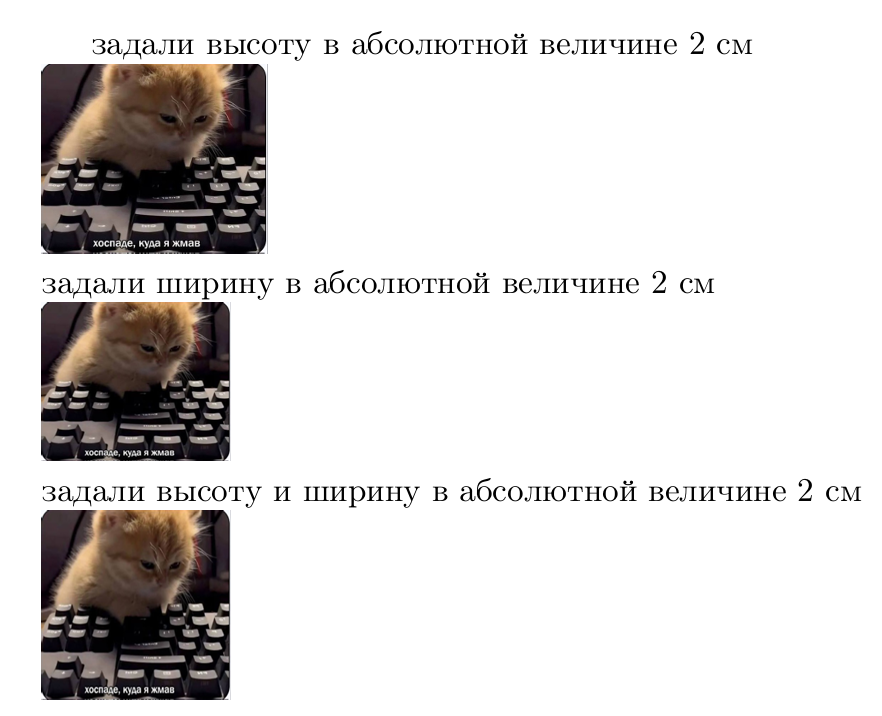 задали высоту в абсолютной величине 2 см
хоспаде, куда я жмав
задали ширину в абсолютной величине 2 см
хоспаде, куда я жмав
задали высоту и ширину в абсолютной величине 2 см
хоспаде, куда я жмав